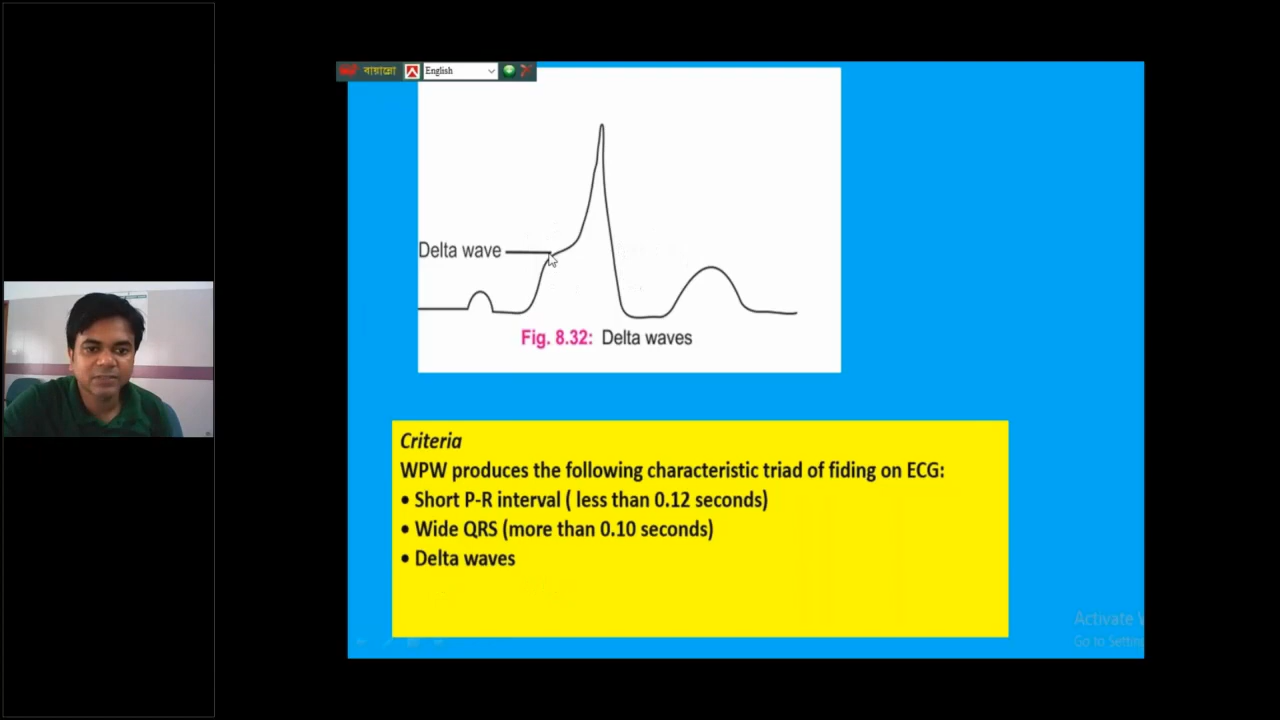 বায়ান্নো English
Delta wave
Fig. 8.32: Delta waves
Criteria
WPW produces the following characteristic triad of fiding on ECG:
• Short P-R interval ( less than 0.12 seconds)
• Wide QRS (more than 0.10 seconds)
• Delta waves
Activate
Go to